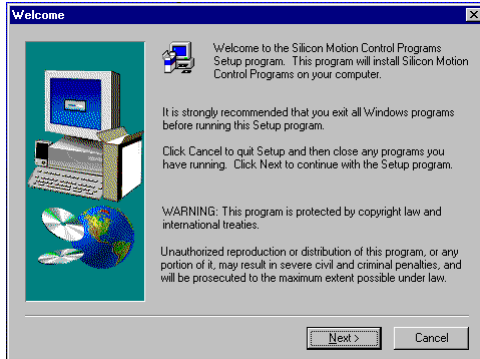 Welcome
Welcome to the Silicon Motion Control Programs
Setup program. This program will install Silicon Motion
Control Programs on your computer.
It is strongly recommended that you exit all Windows programs
before running this Setup program.
Click Cancel to quit Setup and then close any programs you
have running. Click Next to continue with the Setup program.
WARNING: This program is protected by copyright law and
international treaties.
Unauthorized reproduction or distribution of this program, or any
portion of it, may result in severe civil and criminal penalties, and
will be prosecuted to the maximum extent possible under law.
Next >
Cancel